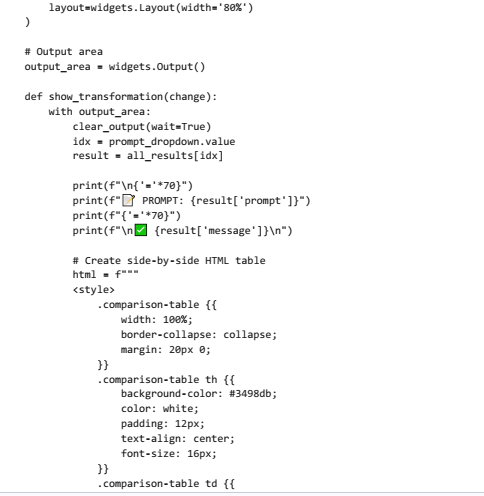 layout=widgets.Layout(width='80%')
)

# Output area
output_area = widgets.Output()

def show_transformation(change):
    with output_area:
        clear_output(wait=True)
        idx = prompt_dropdown.value
        result = all_results[idx]

        print(f"\n{'='*70}")
        print(f"📝 PROMPT: {result['prompt']}")
        print(f"{'='*70}")
        print(f"\n✅ {result['message']}\n")

        # Create side-by-side HTML table
        html = f"""
        <style>
            .comparison-table {{
                width: 100%;
                border-collapse: collapse;
                margin: 20px 0;
            }}
            .comparison-table th {{
                background-color: #3498db;
                color: white;
                padding: 12px;
                text-align: center;
                font-size: 16px;
            }}
            .comparison-table td {{